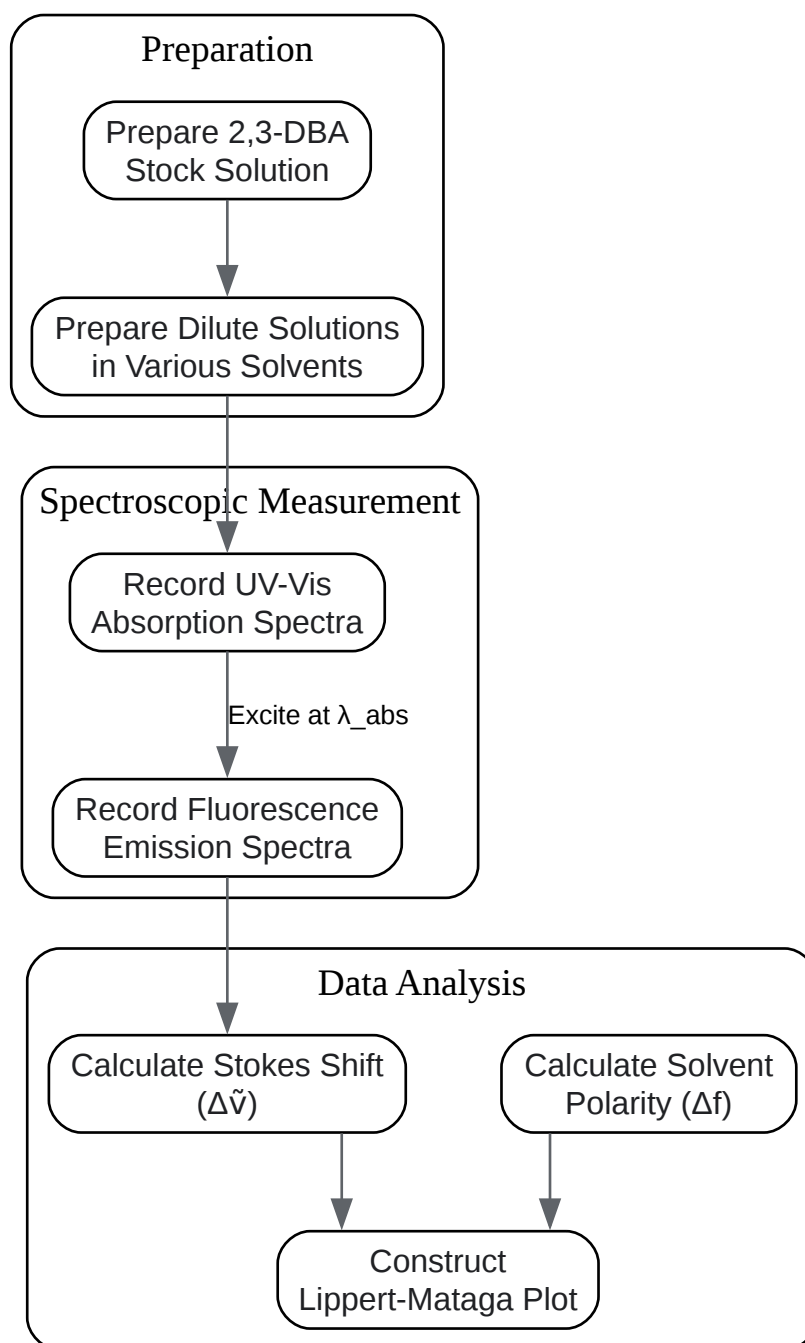 Preparation
Prepare 2,3-DBA
Stock Solution
Prepare Dilute Solutions
in Various Solvents
Spectroscopic Measurement
Record UV-Vis
Absorption Spectra
Excite at λ_abs
Record Fluorescence
Emission Spectra
Data Analysis
Calculate Stokes Shift
(Δṽ)
Calculate Solvent
Polarity (Δf)
Construct
Lippert-Mataga Plot